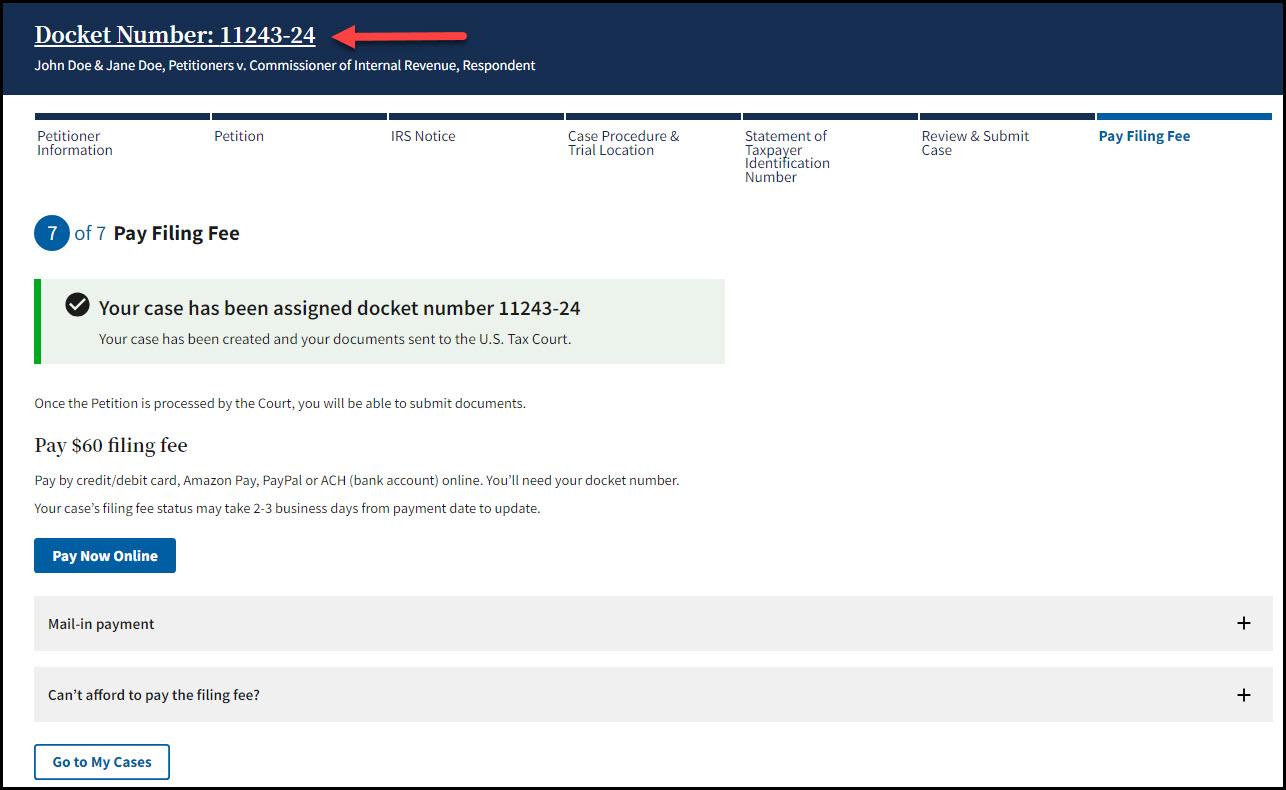 Docket Number: 11243-24
John Doe & Jane Doe, Petitioners v. Commissioner of Internal Revenue, Respondent
Petitioner
Information
Petition
IRS Notice
Case Procedure &
Trial Location
Statement of
Taxpayer
Identification
Number
Review & Submit
Case
Pay Filing Fee
7 of 7 Pay Filing Fee
Your case has been assigned docket number 11243-24
Your case has been created and your documents sent to the U.S. Tax Court.
Once the Petition is processed by the Court, you will be able to submit documents.
Pay $60 filing fee
Pay by credit/debit card, Amazon Pay, PayPal or ACH (bank account) online. You’ll need your docket number.
Your case’s filing fee status may take 2-3 business days from payment date to update.
Pay Now Online
Mail-in payment
Can’t afford to pay the filing fee?
Go to My Cases